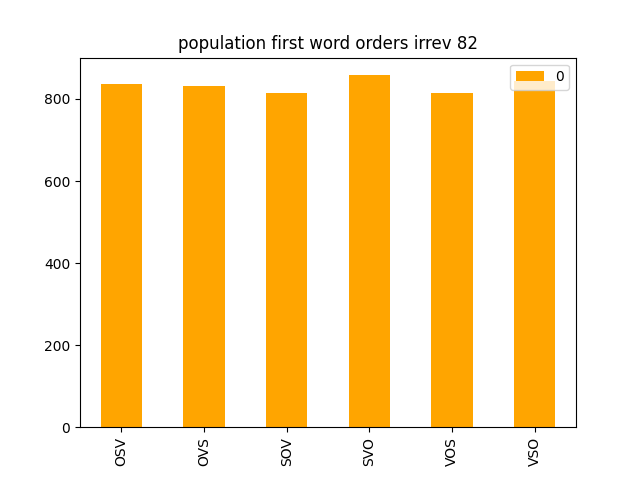 population first word orders irrev 82
0
800
600
400
200
0
OSV
OVS
SOV
SVO
VOS
VSO